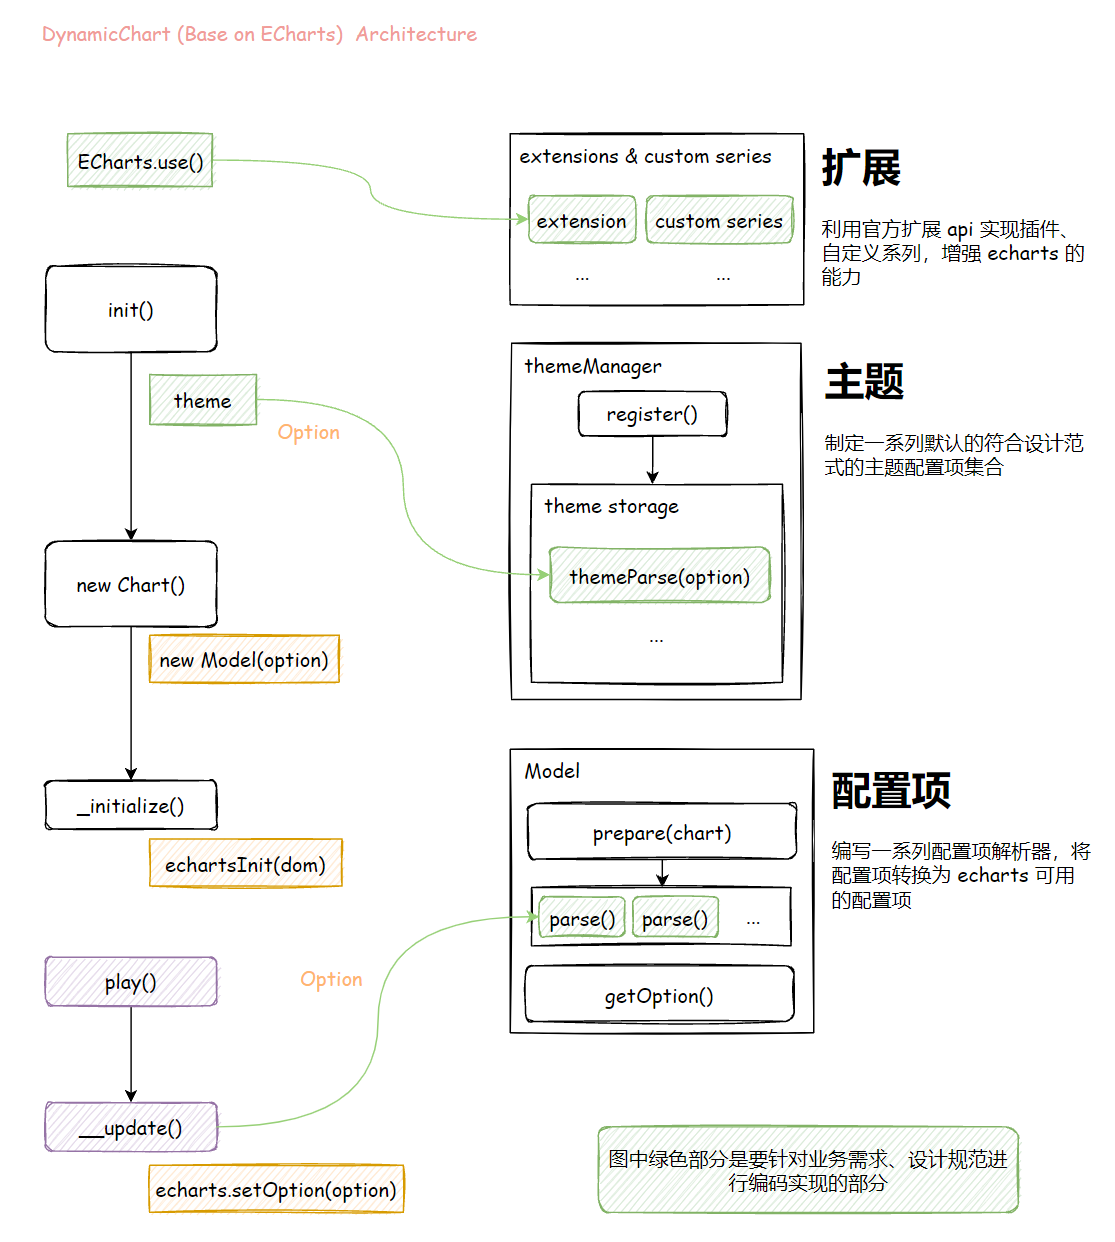 DynamicChart (Base on ECharts) Architecture
ECharts.use()
extensions & custom series
extension
custom series
...
...
扩展
利用官方扩展 api 实现插件、
自定义系列，增强 echarts 的
能力
init()
theme
Option
themeManager
register()
theme storage
themeParse(option)
...
主题
制定一系列默认的符合设计范
式的主题配置项集合
new Chart()
new Model(option)
_initialize()
echartsInit(dom)
Model
prepare(chart)
parse()
parse()
...
getOption()
配置项
编写一系列配置项解析器，将
配置项转换为 echarts 可用
的配置项
play()
Option
__update()
echarts.setOption(option)
图中绿色部分是要针对业务需求、设计规范进
行编码实现的部分